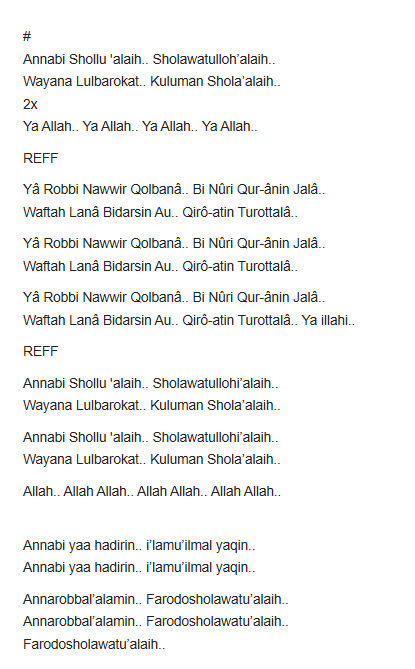 #
Annabi Shollu 'alaih.. Sholawatulloh’alaih..
Wayana Lulbarokat.. Kuluman Shola’alaih..
2x
Ya Allah.. Ya Allah.. Ya Allah.. Ya Allah..
REFF
Yâ Robbi Nawwir Qolbanâ.. Bi Nûri Qur-ânin Jalâ..
Waftah Lanâ Bidarsin Au.. Qirô-atin Turottalâ..
Yâ Robbi Nawwir Qolbanâ.. Bi Nûri Qur-ânin Jalâ..
Waftah Lanâ Bidarsin Au.. Qirô-atin Turottalâ..
Yâ Robbi Nawwir Qolbanâ.. Bi Nûri Qur-ânin Jalâ..
Waftah Lanâ Bidarsin Au.. Qirô-atin Turottalâ.. Ya illahi..
REFF
Annabi Shollu 'alaih.. Sholawatullohi’alaih..
Wayana Lulbarokat.. Kuluman Shola’alaih..
Annabi Shollu 'alaih.. Sholawatullohi’alaih..
Wayana Lulbarokat.. Kuluman Shola’alaih..
Allah.. Allah Allah.. Allah Allah.. Allah Allah..
Annabi yaa hadirin.. i’lamu’ilmal yaqin..
Annabi yaa hadirin.. i’lamu’ilmal yaqin..
Annarobbal’alamin.. Farodosholawatu’alaih..
Annarobbal’alamin.. Farodosholawatu’alaih..
Farodosholawatu’alaih..